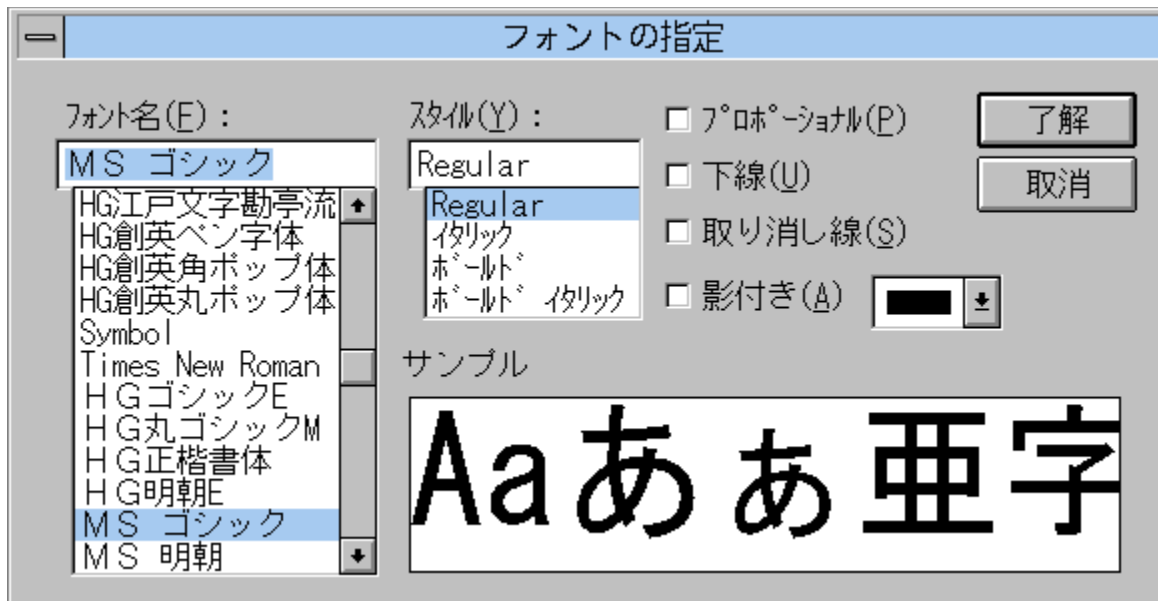 フォントの指定
ﾌｫﾝﾄ名(F)：
ＭＳ ゴシック
HG江戸文字勘亭流
HG創英ペン字体
HG創英角ポップ体
HG創英丸ポップ体
Symbol
Times New Roman
ＨＧゴシックE
ＨＧ丸ゴシックM
ＨＧ正楷書体
ＨＧ明朝E
ＭＳ ゴシック
ＭＳ 明朝
ｽﾀｲﾙ(Y)：
Regular
Regular
ｲﾀﾘｯｸ
ﾎﾞｰﾙﾄﾞ
ﾎﾞｰﾙﾄﾞ ｲﾀﾘｯｸ
ﾌﾟﾛﾎﾟｰｼｮﾅﾙ(P)
下線(U)
取り消し線(S)
影付き(A)
了解
取消
サンプル
Aaあぁ亜字